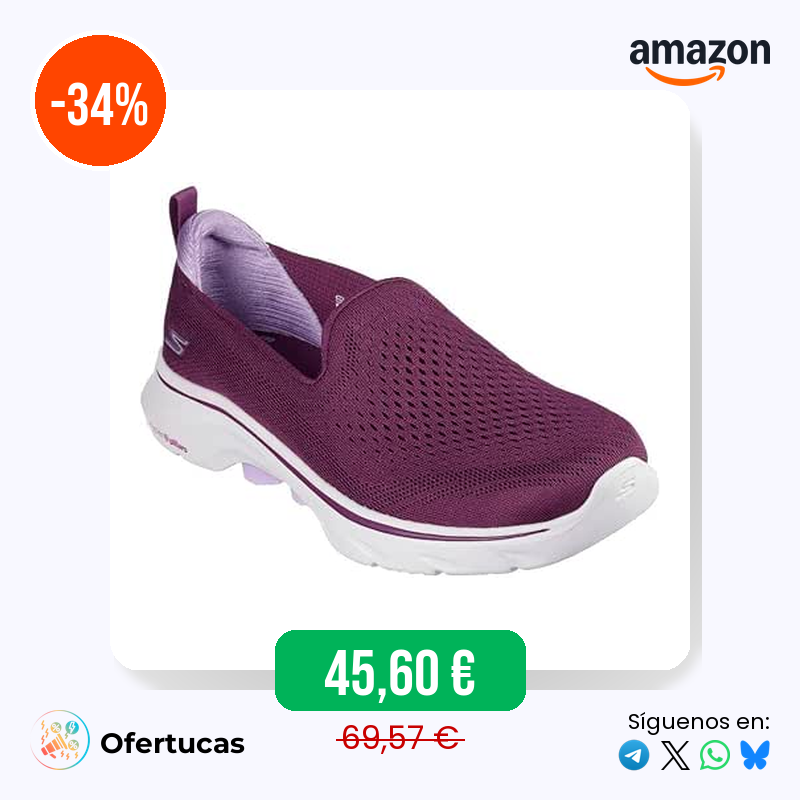 -34%
amazon
45,60 €
69,57 €
Ofertucas
Síguenos en: